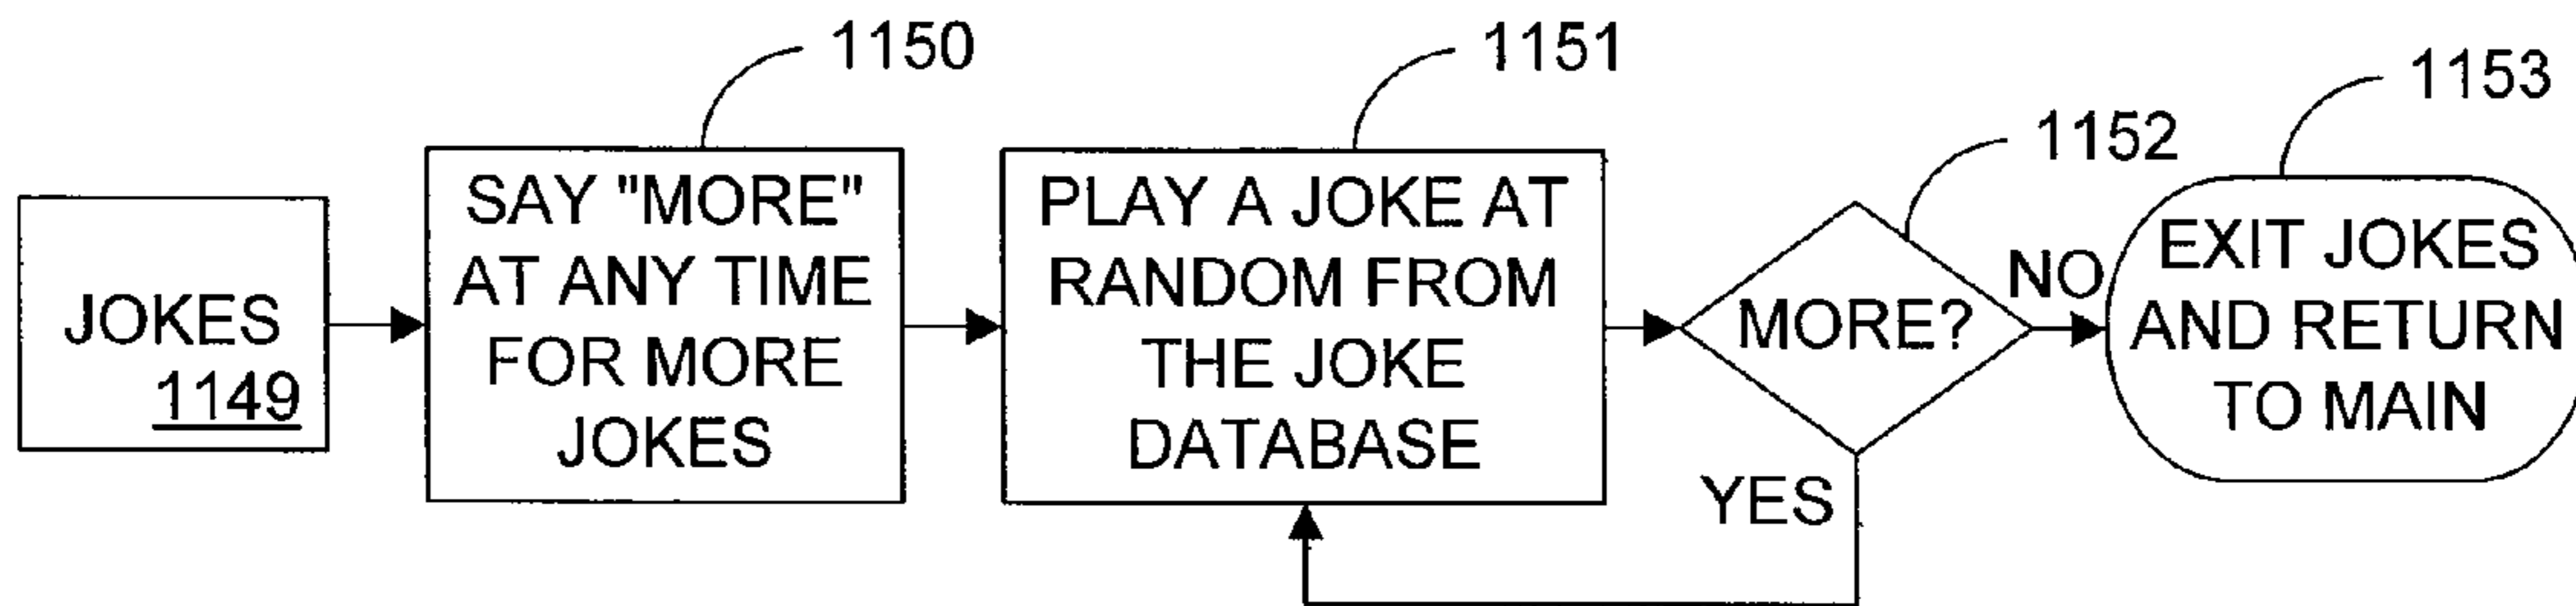 JOKES
1149
1150
SAY "MORE"
AT ANY TIME
FOR MORE
JOKES
1151
PLAY A JOKE AT
RANDOM FROM
THE JOKE
DATABASE
1152
MORE?
YES
NO
1153
EXIT JOKES
AND RETURN
TO MAIN